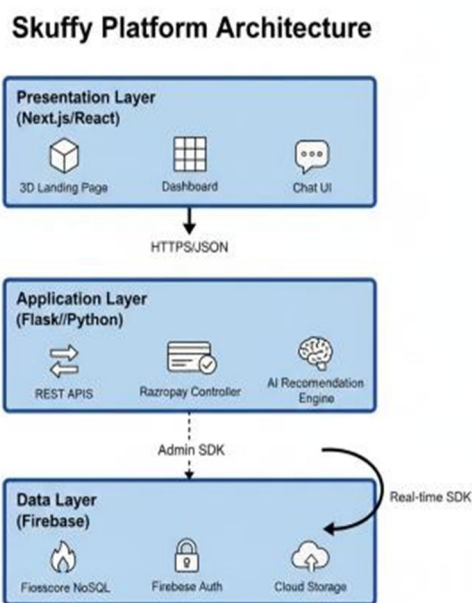 Skuffy Platform Architecture
Presentation Layer
(Next.js/React)
3D Landing Page
Dashboard
Chat UI
HTTPS/JSON
Application Layer
(Flask//Python)
REST APIS
Razropay Controller
AI Recomendation
Engine
Admin SDK
Real-time SDK
Data Layer
(Firebase)
Fiosscore NoSQL
Firebese Auth
Cloud Storage